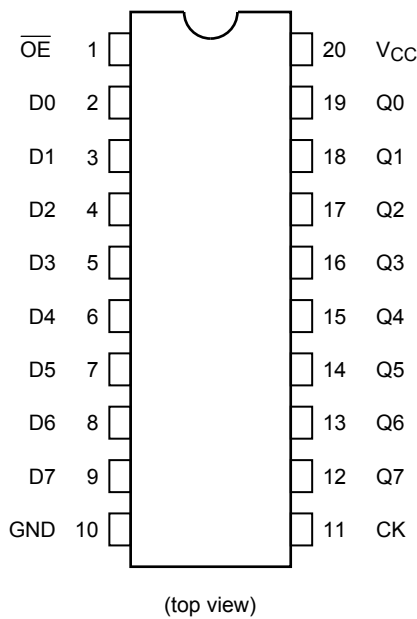 O̅E̅ 1 20 VCC
D0 2 19 Q0
D1 3 18 Q1
D2 4 17 Q2
D3 5 16 Q3
D4 6 15 Q4
D5 7 14 Q5
D6 8 13 Q6
D7 9 12 Q7
GND 10 11 CK
(top view)